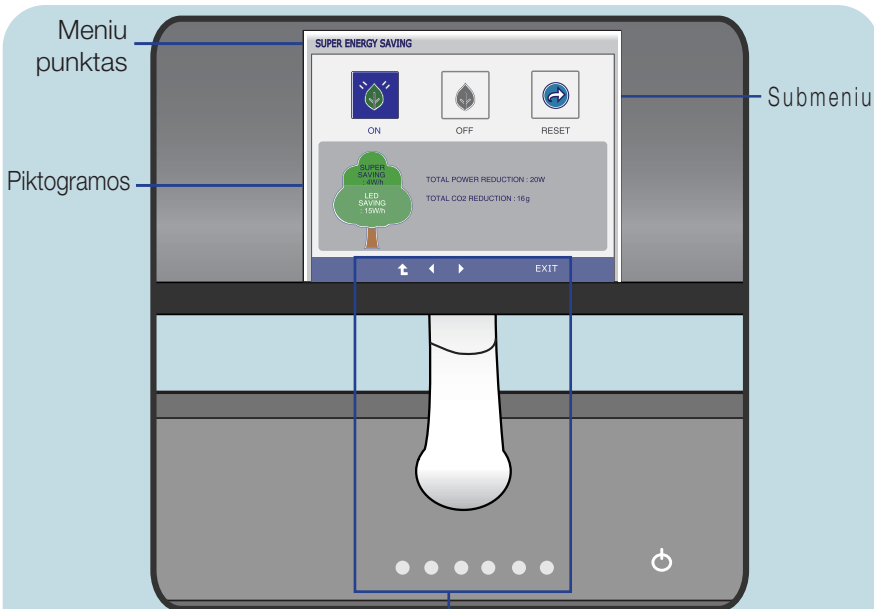 Meniu
punktas
SUPER ENERGY SAVING
Submeniu
ON OFF RESET
Piktogramos
SUPER
SAVING
: 4W/h
LED
SAVING
: 15W/h
TOTAL POWER REDUCTION : 20W
TOTAL CO2 REDUCTION : 16g
EXIT